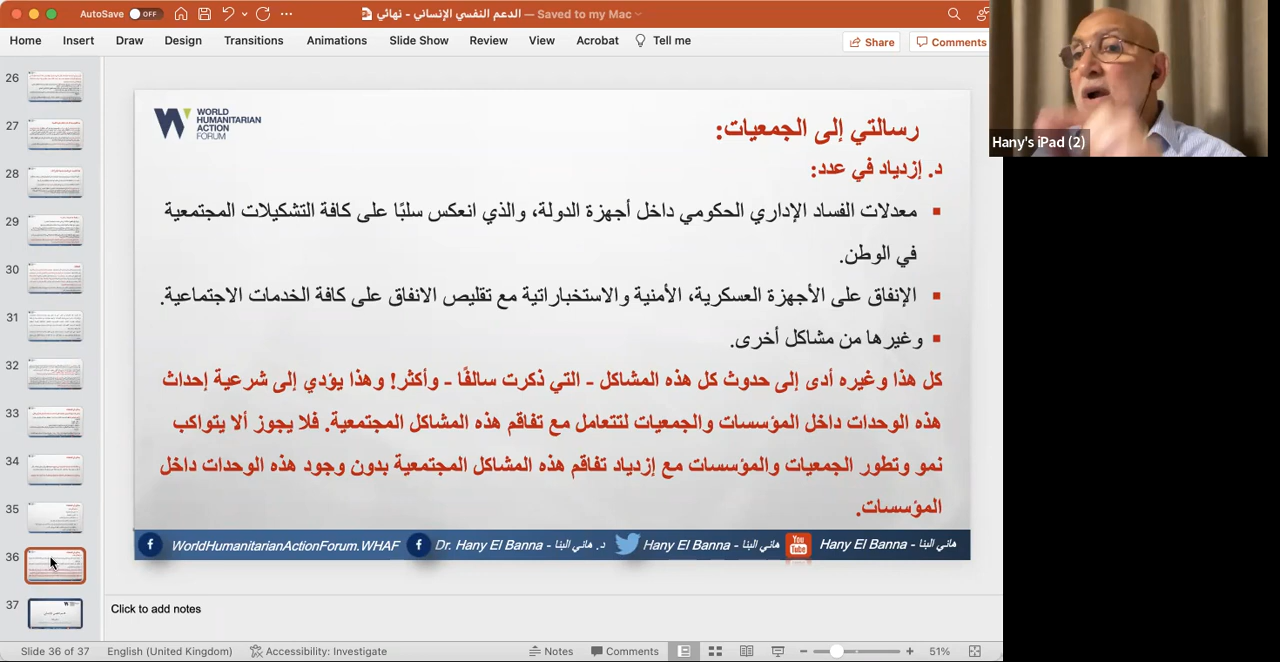 AutoSave OFF
الدعم النفسي الإنساني - نهائي — Saved to my Mac
Home Insert Draw Design Transitions Animations Slide Show Review View Acrobat Tell me
Share Comments
Hany's iPad (2)
26
27
28
29
30
31
32
33
34
35
36
37
WORLD
HUMANITARIAN
ACTION
FORUM
رسالتي إلى الجمعيات:
د. إزدياد في عدد:
معدلات الفساد الإداري الحكومي داخل أجهزة الدولة، والذي انعكس سلبًا على كافة التشكيلات المجتمعية
في الوطن.
الإنفاق على الأجهزة العسكرية، الأمنية والاستخباراتية مع تقليص الانفاق على كافة الخدمات الاجتماعية.
وغيرها من مشاكل أخرى.
كل هذا وغيره أدى إلى حدوث كل هذه المشاكل - التي ذكرت سالفًا - وأكثر! وهذا يؤدي إلى شرعية إحداث
هذه الوحدات داخل المؤسسات والجمعيات لتتعامل مع تفاقم هذه المشاكل المجتمعية. فلا يجوز ألا يتواكب
نمو وتطور الجمعيات والمؤسسات مع إزدياد تفاقم هذه المشاكل المجتمعية بدون وجود هذه الوحدات داخل
المؤسسات.
WorldHumanitarianActionForum.WHAF Dr. Hany El Banna - د. هاني البنا Hany El Banna - هاني البنا You Tube Hany El Banna - هاني البنا
Click to add notes
Slide 36 of 37 English (United Kingdom) Accessibility: Investigate Notes Comments 51%